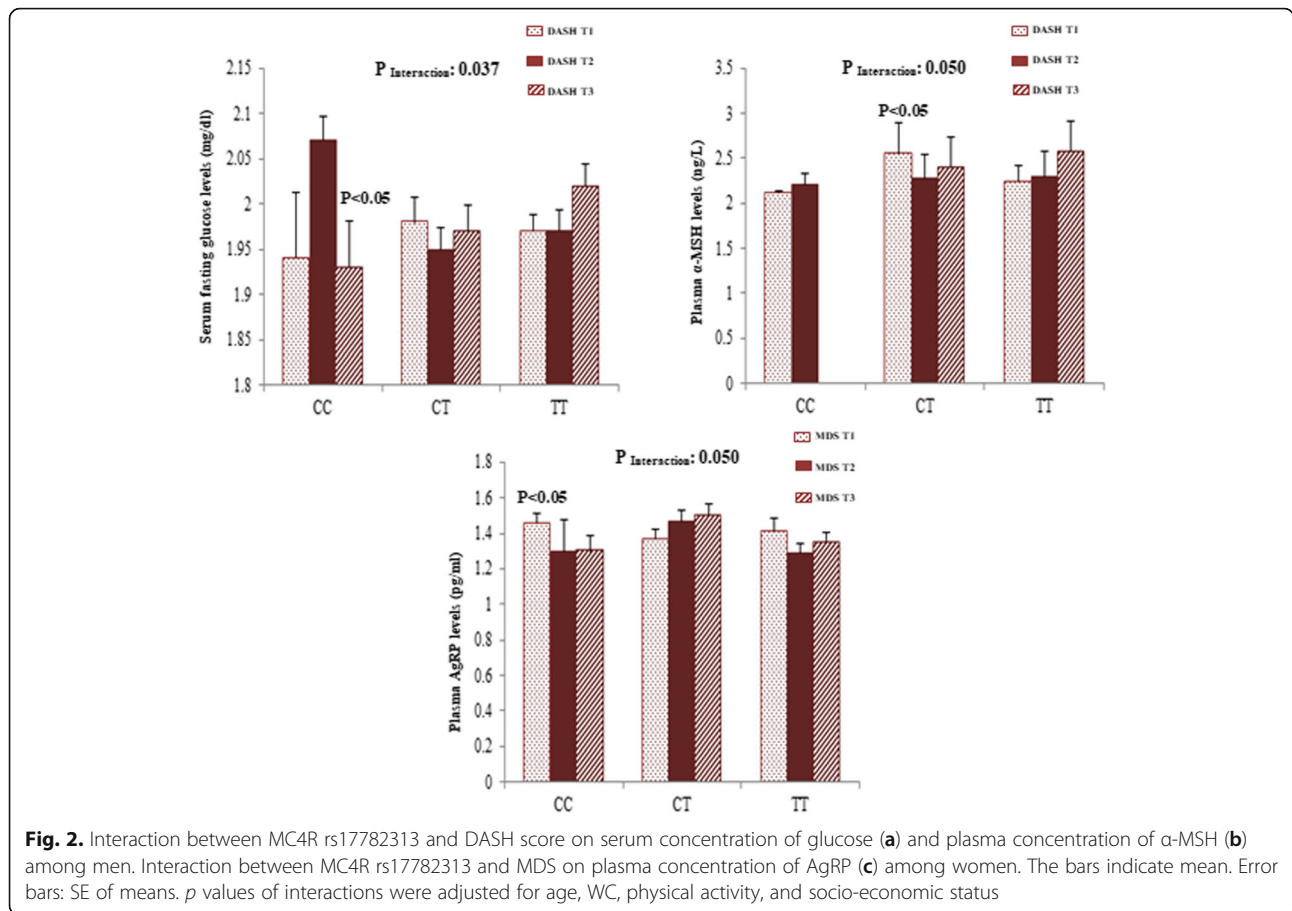 DASH T1
DASH T2
DASH T3
P Interaction: 0.037
2.15
2.1
2.05
2
1.95
1.9
1.85
1.8
Serum fasting glucose levels (mg/dl)
P<0.05
CC CT TT
DASH T1
DASH T2
DASH T3
P Interaction: 0.050
3.5
3
2.5
2
1.5
1
0.5
0
Plasma α-MSH levels (ng/L)
P<0.05
CC CT TT
MDS T1
MDS T2
MDS T3
P Interaction: 0.050
1.8
1.6
1.4
1.2
1
0.8
0.6
0.4
0.2
0
Plasma AgRP levels (pg/ml)
P<0.05
CC CT TT
Fig. 2. Interaction between MC4R rs17782313 and DASH score on serum concentration of glucose (a) and plasma concentration of α-MSH (b)
among men. Interaction between MC4R rs17782313 and MDS on plasma concentration of AgRP (c) among women. The bars indicate mean. Error
bars: SE of means. p values of interactions were adjusted for age, WC, physical activity, and socio-economic status